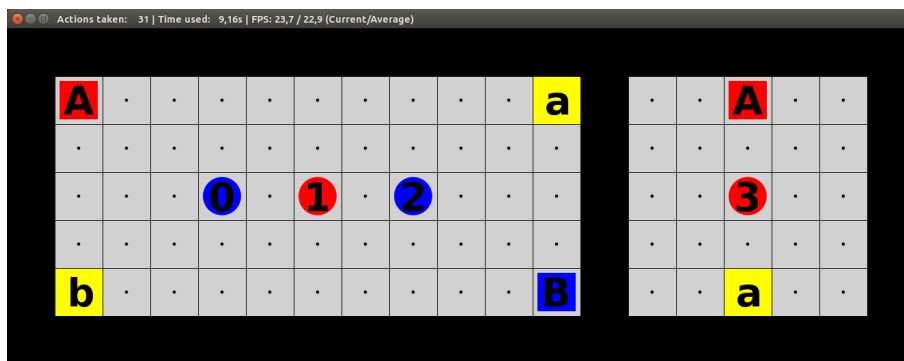 Actions taken: 31 | Time used: 9,16s | FPS: 23,7 / 22,9 (Current/Average)
A a A
0 1 2 3
b B a